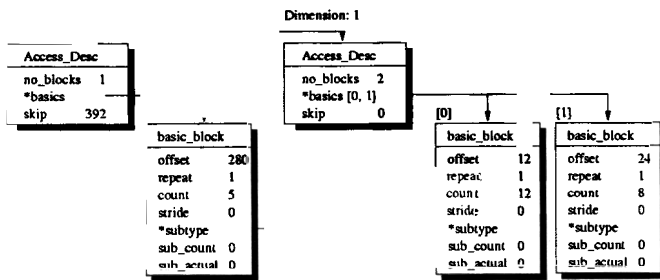 Dimension: 1
Access_Desc
no_blocks 1
*basics
skip 392
basic_block
offset 280
repeat 1
count 5
stride 0
*subtype
sub_count 0
sub_actual 0
Access_Desc
no_blocks 2
*basics [0, 1]
skip 0
[0]
basic_block
offset 12
repeat 1
count 12
stride 0
*subtype
sub_count 0
sub_actual 0
[1]
basic_block
offset 24
repeat 1
count 8
stride 0
*subtype
sub_count 0
sub_actual 0